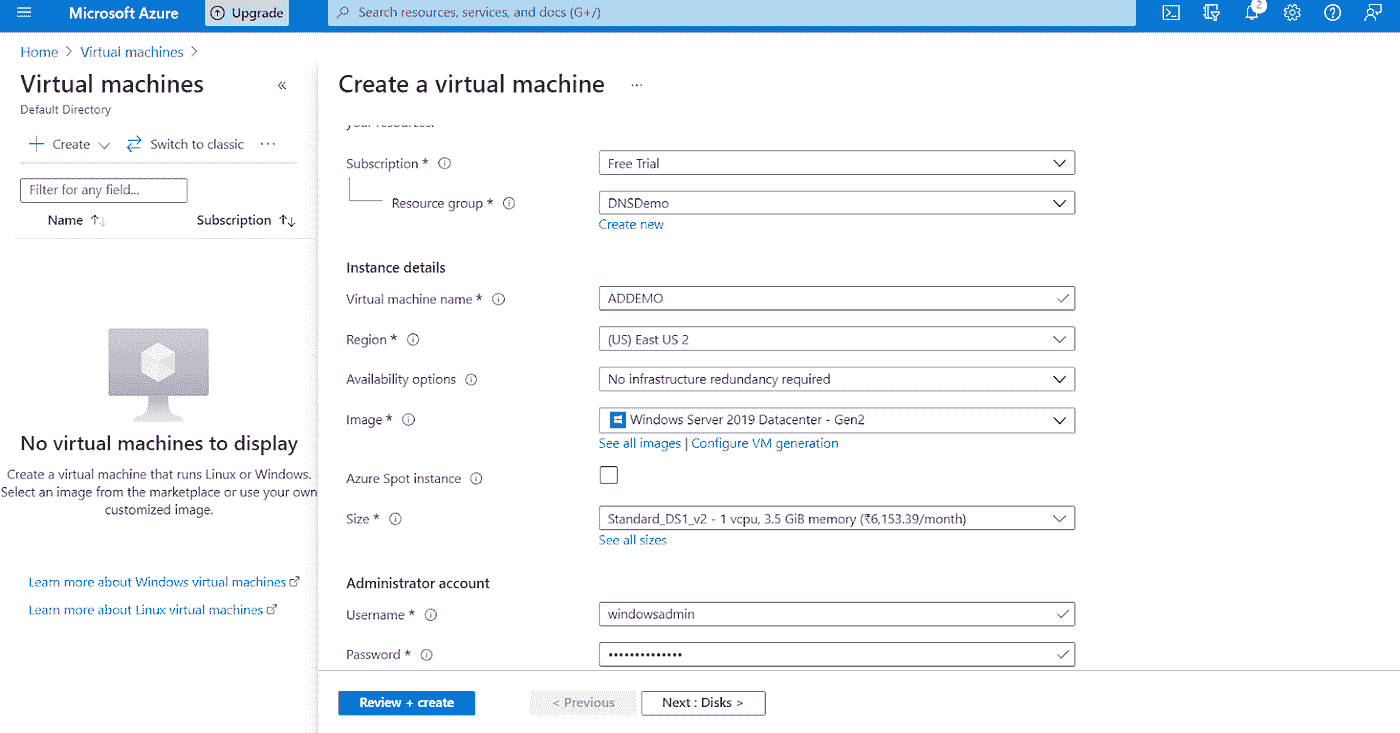 Microsoft Azure
Upgrade
Search resources, services, and docs (G+/)
2
Home > Virtual machines >
Virtual machines
«
Default Directory
+ Create
Switch to classic
...
Filter for any field...
Name ↑↓
Subscription ↑↓
No virtual machines to display
Create a virtual machine that runs Linux or Windows.
Select an image from the marketplace or use your own
customized image.
Learn more about Windows virtual machines
Learn more about Linux virtual machines
Create a virtual machine ...
your resources.
Subscription *
Free Trial
Resource group *
DNSDemo
Create new
Instance details
Virtual machine name *
ADDEMO
Region *
(US) East US 2
Availability options
No infrastructure redundancy required
Image *
Windows Server 2019 Datacenter - Gen2
See all images | Configure VM generation
Azure Spot instance
Size *
Standard_DS1_v2 - 1 vcpu, 3.5 GiB memory (₹6,153.39/month)
See all sizes
Administrator account
Username *
windowsadmin
Password *
••••••••••••••
Review + create
< Previous
Next : Disks >